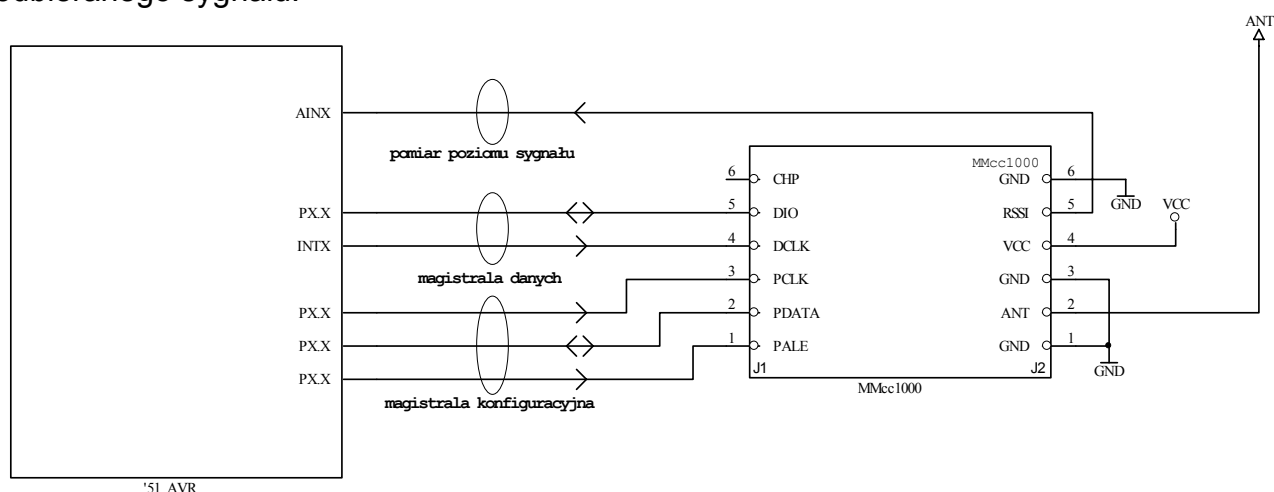 odbieranego sygnału.
ANT
AINX
pomiar poziomu sygnału
MMcc1000
6 CHP GND 6
GND
PX.X 5 DIO RSSI 5
VCC
INTX 4 DCLK VCC 4
magistrala danych
3 PCLK GND 3
PX.X 2 PDATA ANT 2
PX.X 1 PALE GND 1
PX.X
J1 J2
GND
MMcc1000
magistrala konfiguracyjna
'51, AVR